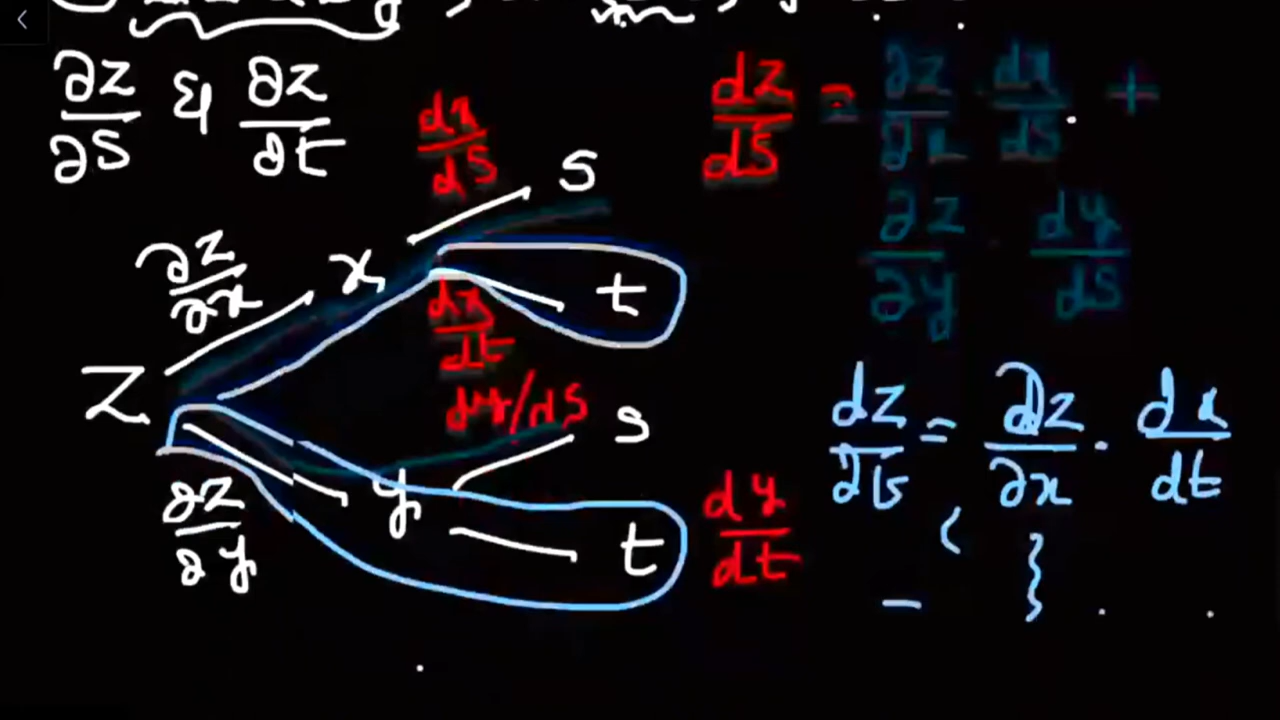 ∂z/∂s & ∂z/∂t
dx/ds
dz/ds = ∂z/∂x · dx/ds +
s
∂z/∂y · dy/ds
∂z/∂x
x
t
dx/dt
z
dy/ds
s
dz/∂t = ∂z/∂x · dx/dt
∂z/∂y
y
t
dy/dt